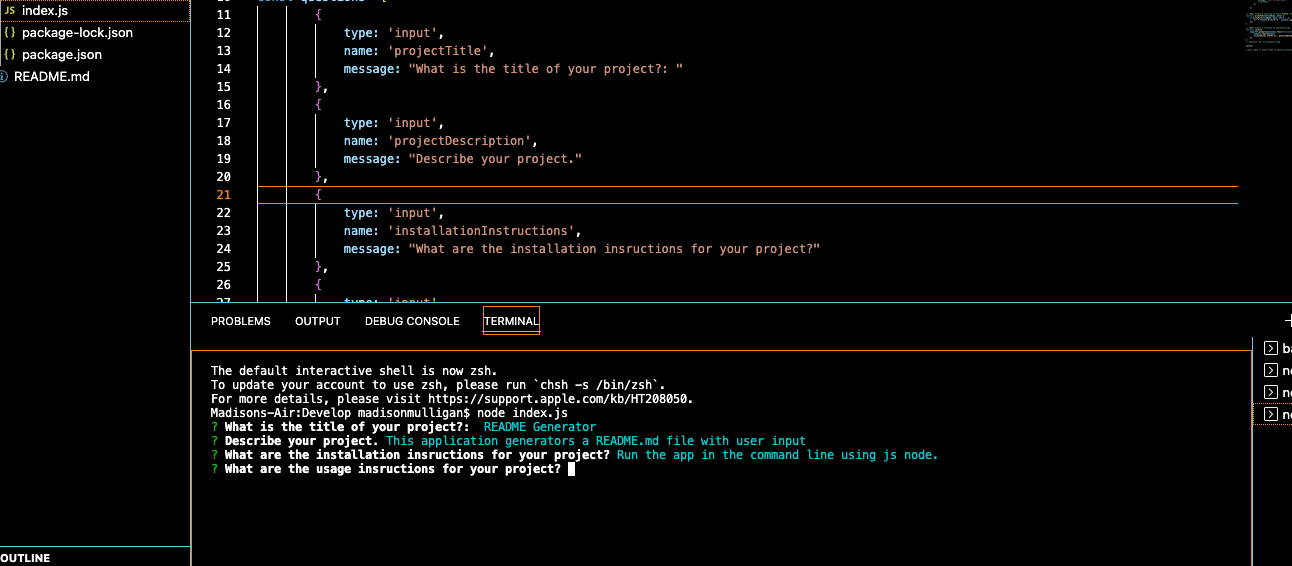 JS index.js
{} package-lock.json
{} package.json
README.md
11 {
12 type: 'input',
13 name: 'projectTitle',
14 message: "What is the title of your project?: "
15 },
16 {
17 type: 'input',
18 name: 'projectDescription',
19 message: "Describe your project."
20 },
21 {
22 type: 'input',
23 name: 'installationInstructions',
24 message: "What are the installation insructions for your project?"
25 },
26 {
27 type: 'input'
PROBLEMS OUTPUT DEBUG CONSOLE TERMINAL
The default interactive shell is now zsh.
To update your account to use zsh, please run `chsh -s /bin/zsh`.
For more details, please visit https://support.apple.com/kb/HT208050.
Madisons-Air:Develop madisonmulligan$ node index.js
? What is the title of your project?: README Generator
? Describe your project. This application generators a README.md file with user input
? What are the installation insructions for your project? Run the app in the command line using js node.
? What are the usage insructions for your project?
OUTLINE